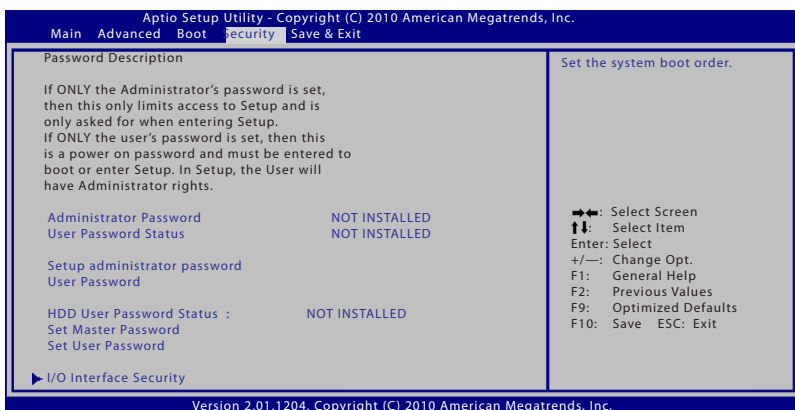 Aptio Setup Utility - Copyright (C) 2010 American Megatrends, Inc.
Main Advanced Boot Security Save & Exit
Password Description
If ONLY the Administrator's password is set,
then this only limits access to Setup and is
only asked for when entering Setup.
If ONLY the user's password is set, then this
is a power on password and must be entered to
boot or enter Setup. In Setup, the User will
have Administrator rights.
Administrator Password NOT INSTALLED
User Password Status NOT INSTALLED
Setup administrator password
User Password
HDD User Password Status : NOT INSTALLED
Set Master Password
Set User Password
I/O Interface Security
Set the system boot order.
→←: Select Screen
↑↓: Select Item
Enter: Select
+/—: Change Opt.
F1: General Help
F2: Previous Values
F9: Optimized Defaults
F10: Save ESC: Exit
Version 2.01.1204. Copyright (C) 2010 American Megatrends, Inc.